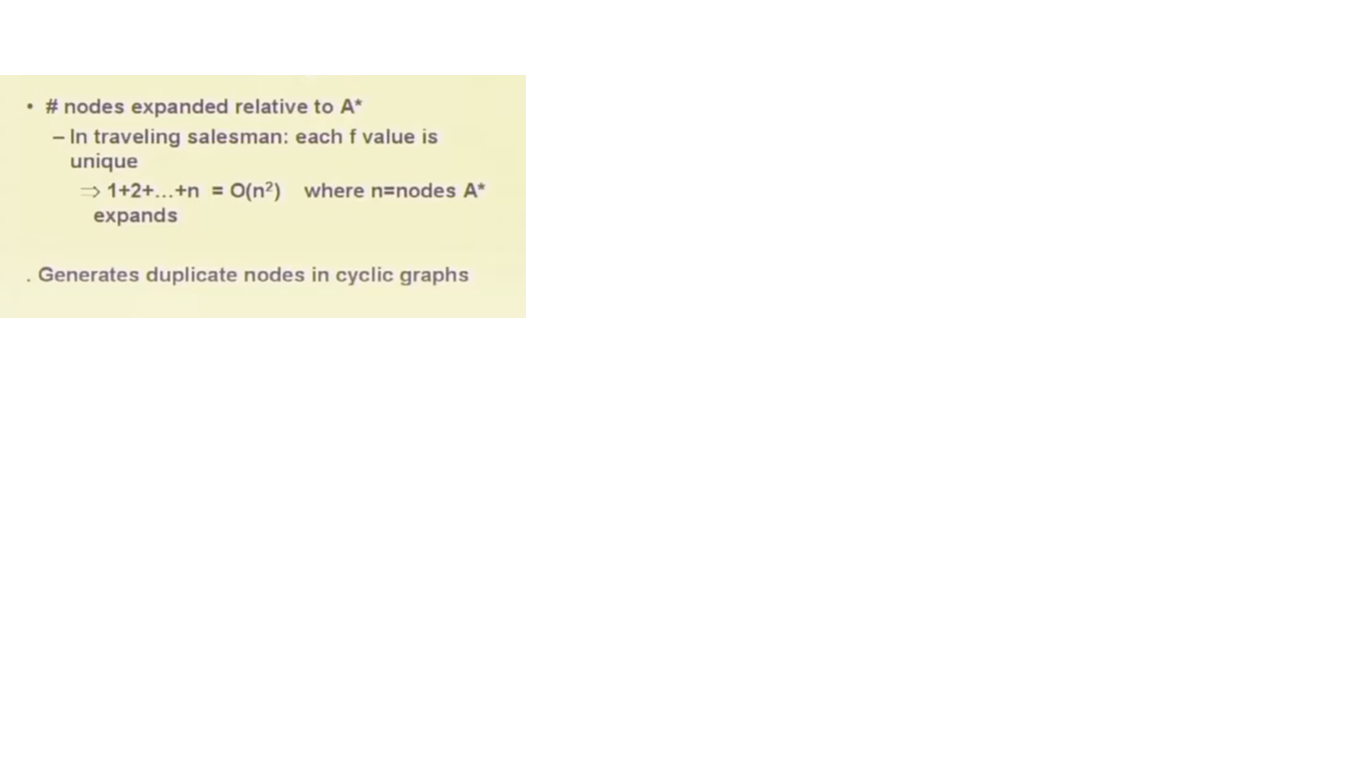 • # nodes expanded relative to A*
– In traveling salesman: each f value is
unique
⇒ 1+2+…+n = O(n²) where n=nodes A*
expands
. Generates duplicate nodes in cyclic graphs